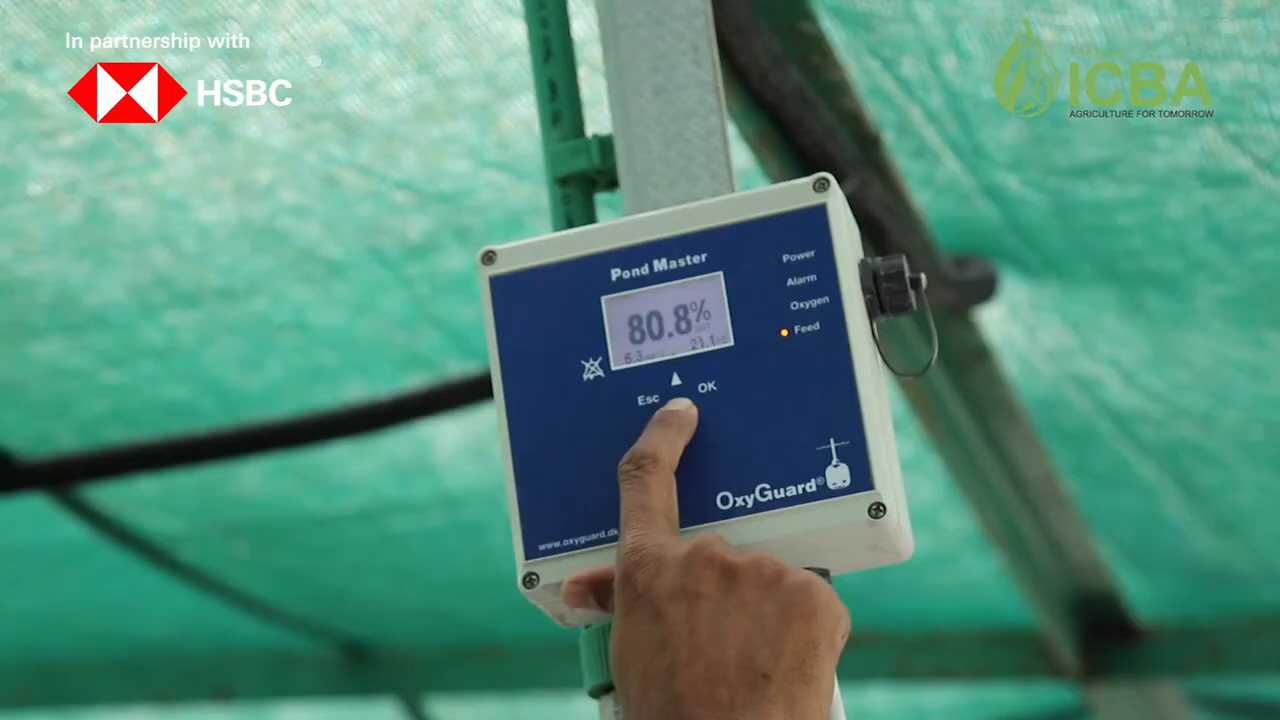 In partnership with
HSBC
ICBA
AGRICULTURE FOR TOMORROW
Pond Master
80.8%
6.3
21.1
Power
Alarm
Oxygen
Feed
Esc
OK
OxyGuard®
www.oxyguard.dk